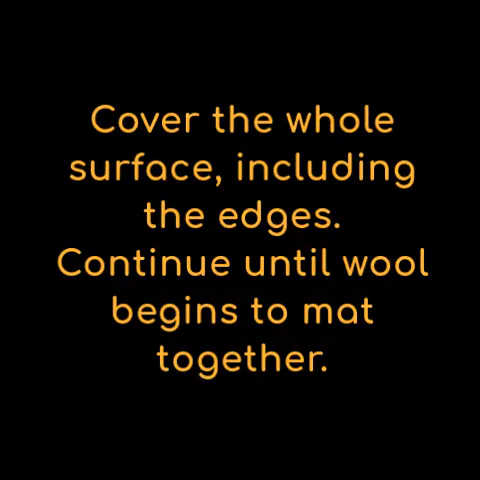 Cover the whole
surface, including
the edges.
Continue until wool
begins to mat
together.